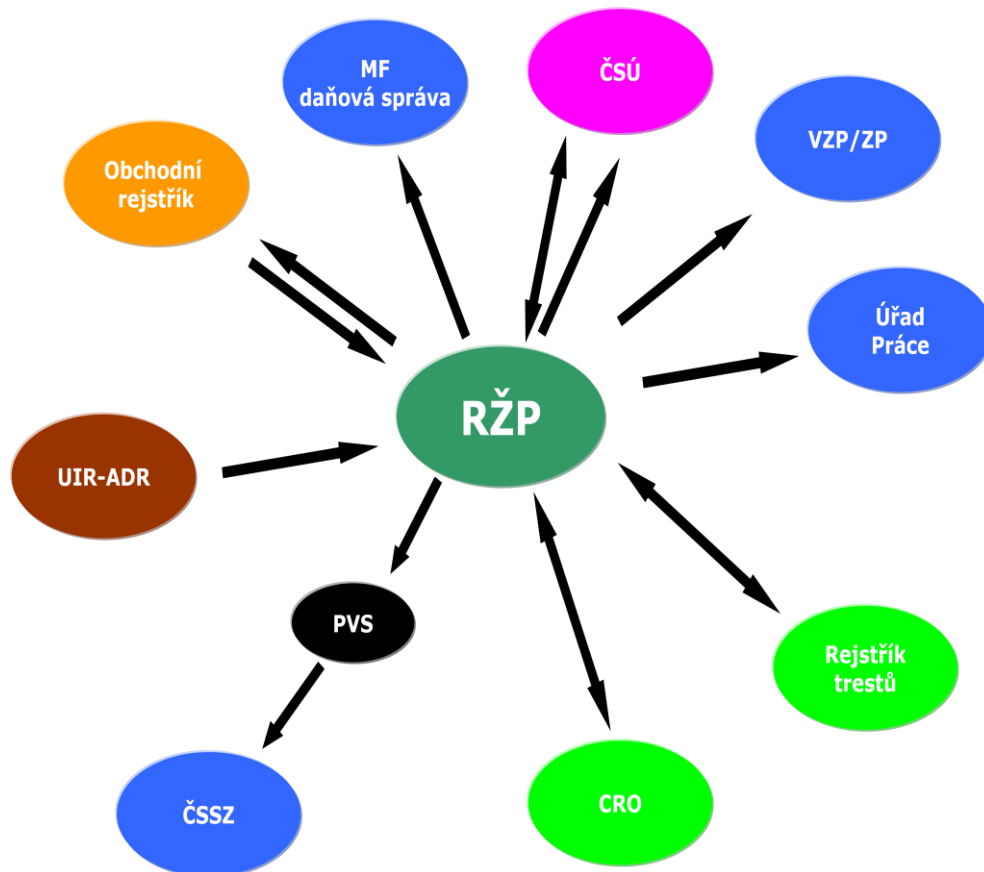 MF
daňová správa
ČSÚ
VZP/ZP
Obchodní
rejstřík
Úřad
Práce
RŽP
UIR-ADR
PVS
Rejstřík
trestů
ČSSZ
CRO